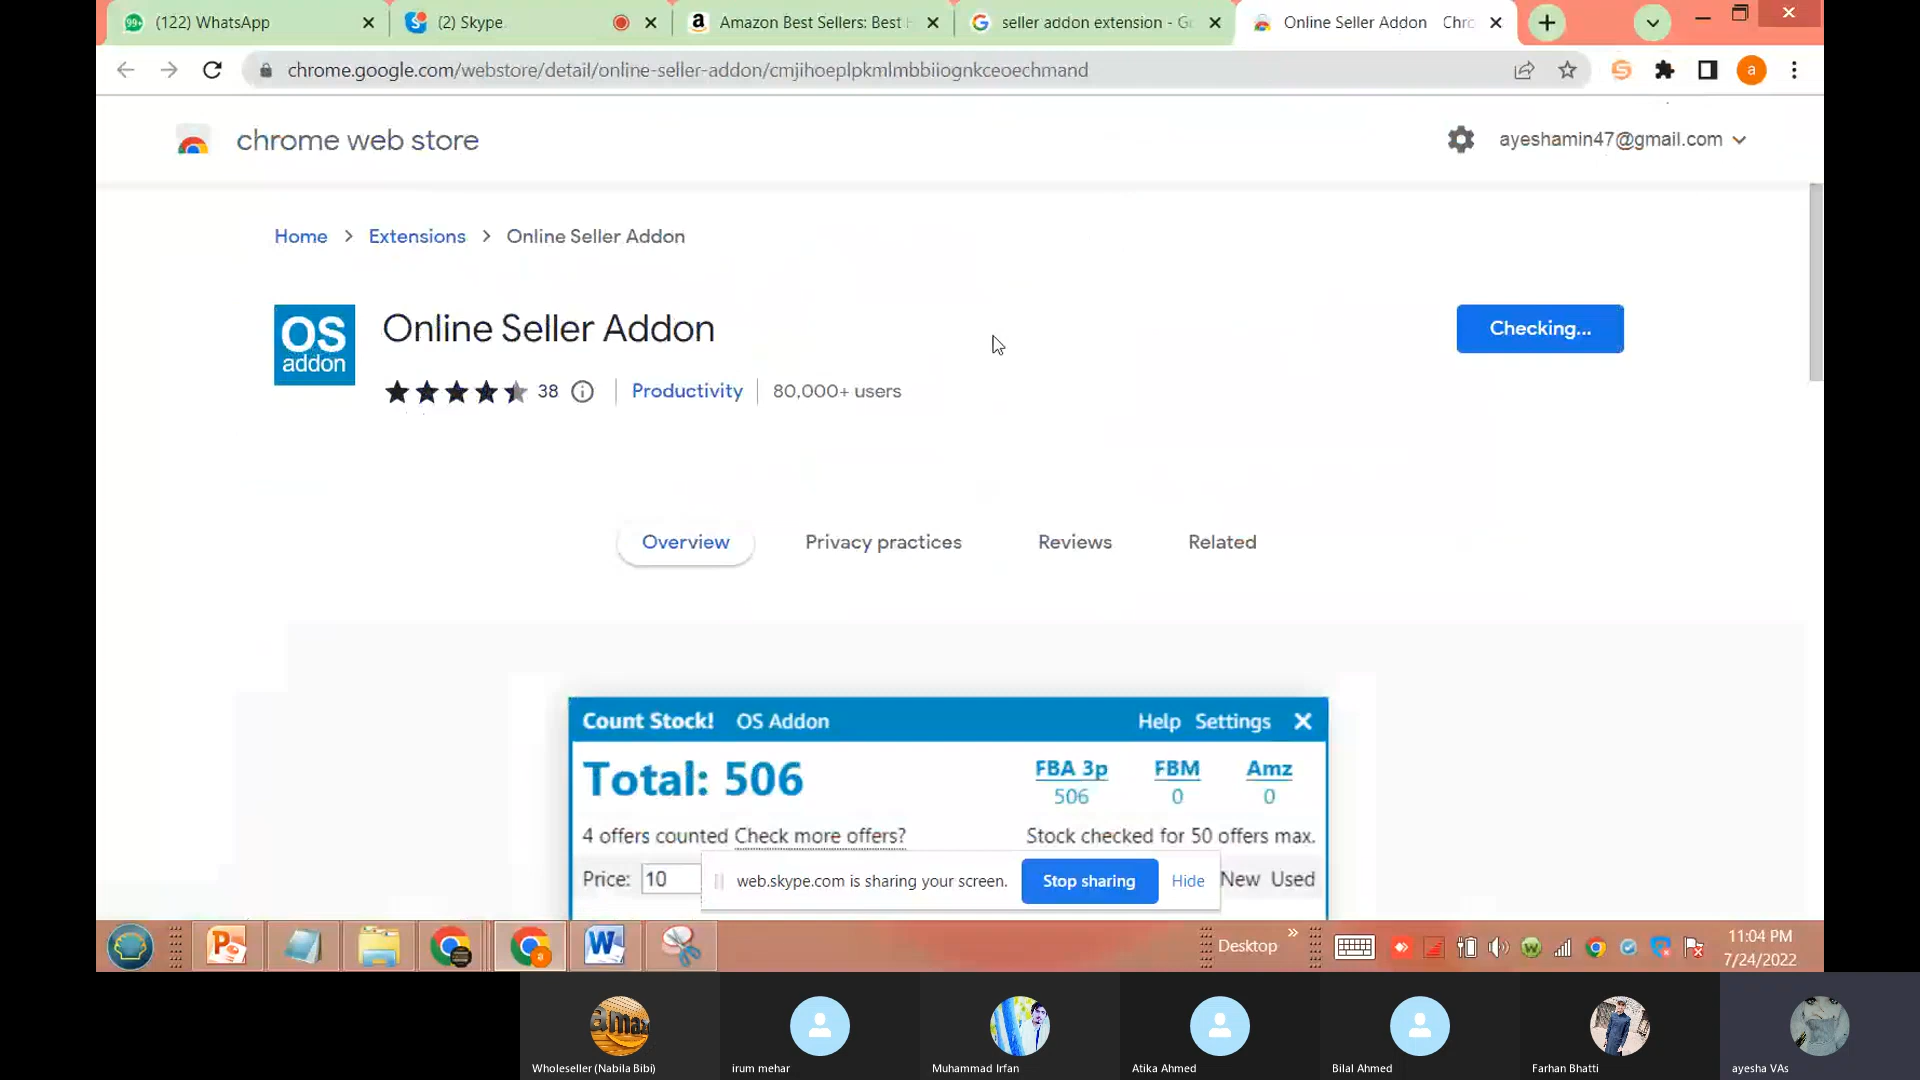 (122) WhatsApp
(2) Skype
Amazon Best Sellers: Best
seller addon extension - Go
Online Seller Addon - Chro
chrome.google.com/webstore/detail/online-seller-addon/cmjihoeplpkmlmbbiiognkceoechmand
a
chrome web store
ayeshamin47@gmail.com
Home > Extensions > Online Seller Addon
OS
addon
Online Seller Addon
Checking...
38
Productivity
80,000+ users
Overview
Privacy practices
Reviews
Related
Count Stock! OS Addon Help Settings
Total: 506
FBA 3p FBM Amz
506 0 0
4 offers counted Check more offers?
Stock checked for 50 offers max.
Price: 10
New Used
web.skype.com is sharing your screen.
Stop sharing
Hide
Desktop
11:04 PM
7/24/2022
Wholeseller (Nabila Bibi)
irum mehar
Muhammad Irfan
Atika Ahmed
Bilal Ahmed
Farhan Bhatti
ayesha VAs